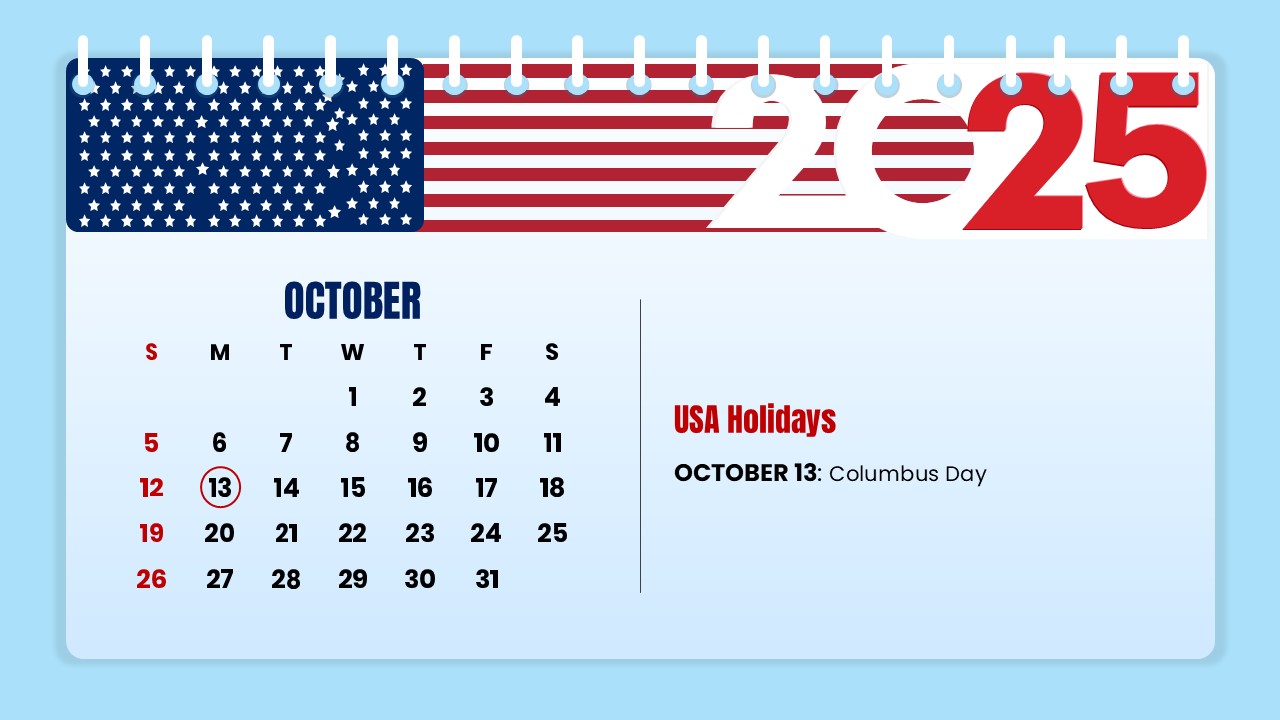 2025
OCTOBER
S M T W T F S
1 2 3 4
5 6 7 8 9 10 11
12 13 14 15 16 17 18
19 20 21 22 23 24 25
26 27 28 29 30 31
USA Holidays
OCTOBER 13: Columbus Day